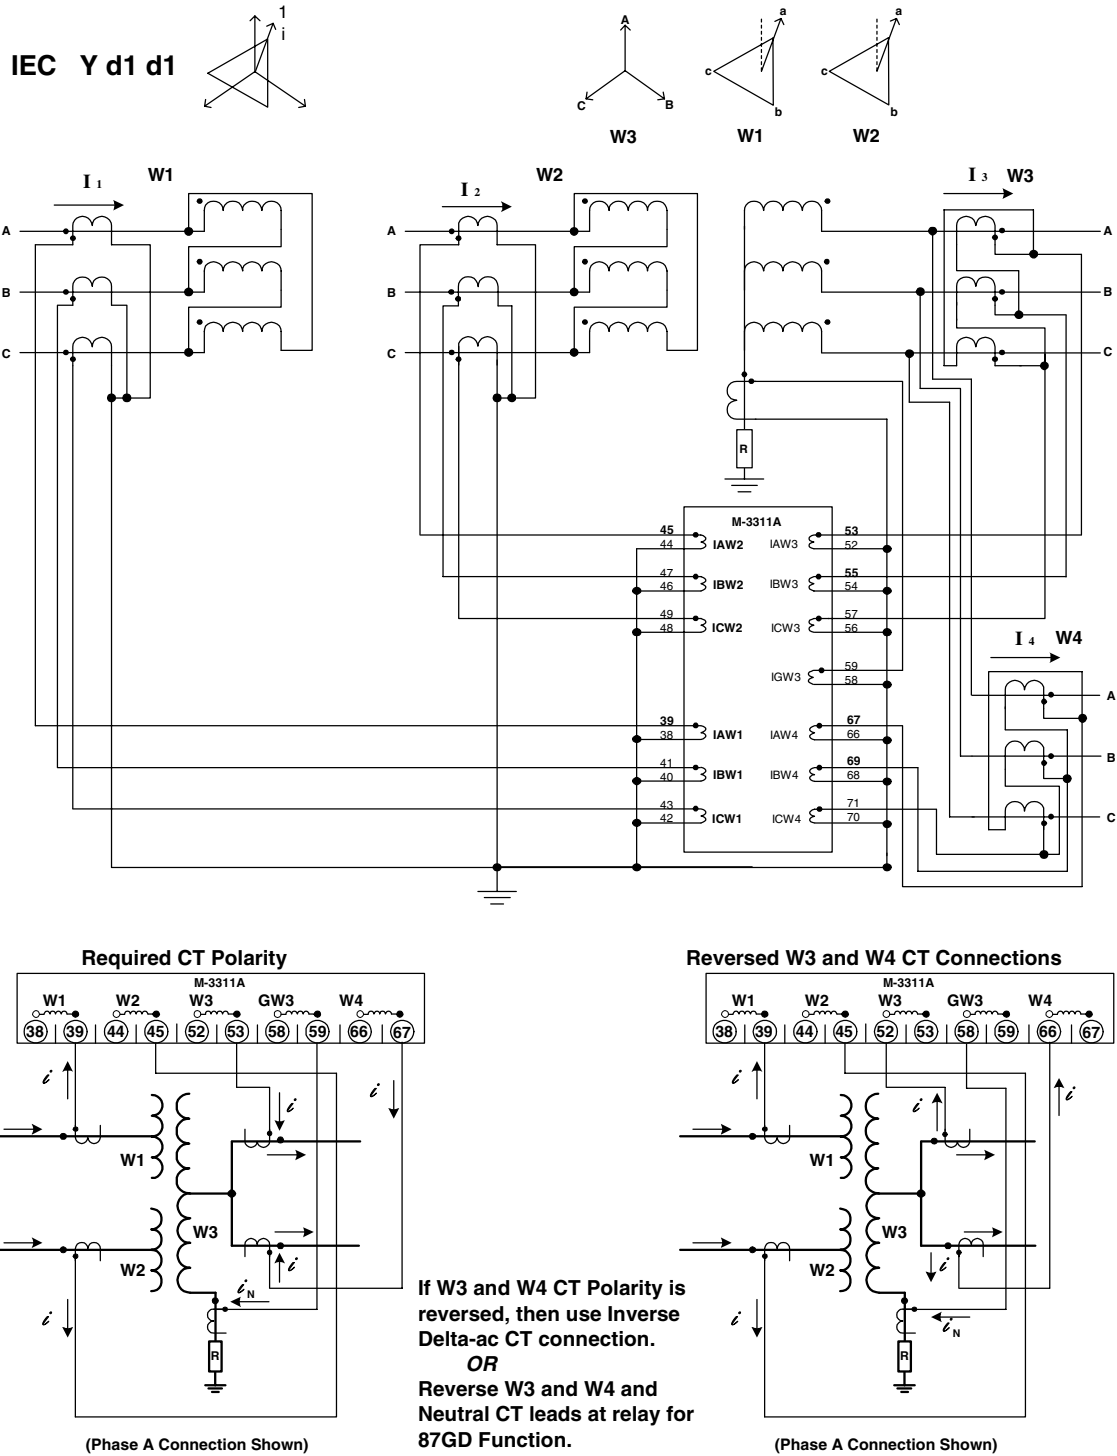 1
i
IEC Y d1 d1
A
C
B
W3
a
c
b
W1
a
c
b
W2
I 1
W1
I 2
W2
I 3
W3
A
B
C
A
B
C
A
B
C
R
M-3311A
45
44
IAW2
47
46
IBW2
49
48
ICW2
39
38
IAW1
41
40
IBW1
43
42
ICW1
IAW3
53
52
IBW3
55
54
ICW3
57
56
IGW3
59
58
IAW4
67
66
IBW4
69
68
ICW4
71
70
I 4
W4
A
B
C
Required CT Polarity
M-3311A
W1 W2 W3 GW3 W4
38 39 44 45 52 53 58 59 66 67
i
i
i
W1
W3
W2
i
i
i N
R
(Phase A Connection Shown)
If W3 and W4 CT Polarity is
reversed, then use Inverse
Delta-ac CT connection.
OR
Reverse W3 and W4 and
Neutral CT leads at relay for
87GD Function.
Reversed W3 and W4 CT Connections
M-3311A
W1 W2 W3 GW3 W4
38 39 44 45 52 53 58 59 66 67
i
i
i
W1
W3
W2
i
i
i N
R
(Phase A Connection Shown)